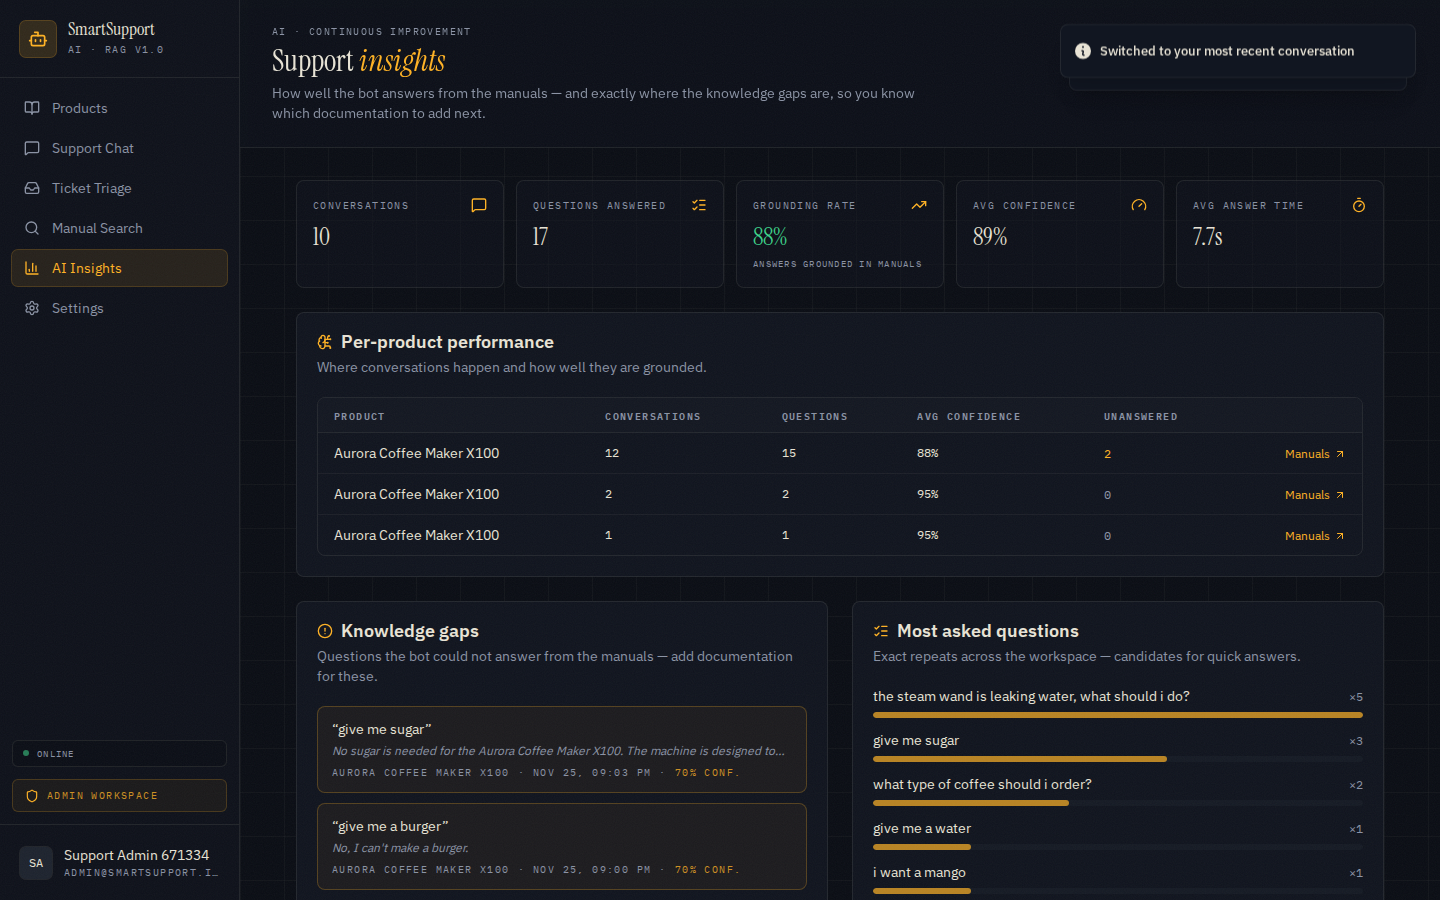 SmartSupport
AI · RAG V1.0
Products
Support Chat
Ticket Triage
Manual Search
AI Insights
Settings
ONLINE
ADMIN WORKSPACE
SA
Support Admin 671334
ADMIN@SMARTSUPPORT.I…
AI · CONTINUOUS IMPROVEMENT
Support insights
How well the bot answers from the manuals — and exactly where the knowledge gaps are, so you know
which documentation to add next.
Switched to your most recent conversation
CONVERSATIONS
10
QUESTIONS ANSWERED
17
GROUNDING RATE
88%
ANSWERS GROUNDED IN MANUALS
AVG CONFIDENCE
89%
AVG ANSWER TIME
7.7s
Per-product performance
Where conversations happen and how well they are grounded.
PRODUCT CONVERSATIONS QUESTIONS AVG CONFIDENCE UNANSWERED
Aurora Coffee Maker X100 12 15 88% 2 Manuals
Aurora Coffee Maker X100 2 2 95% 0 Manuals
Aurora Coffee Maker X100 1 1 95% 0 Manuals
Knowledge gaps
Questions the bot could not answer from the manuals — add documentation
for these.
“give me sugar”
No sugar is needed for the Aurora Coffee Maker X100. The machine is designed to…
AURORA COFFEE MAKER X100 · NOV 25, 09:03 PM · 70% CONF.
“give me a burger”
No, I can't make a burger.
AURORA COFFEE MAKER X100 · NOV 25, 09:00 PM · 70% CONF.
Most asked questions
Exact repeats across the workspace — candidates for quick answers.
the steam wand is leaking water, what should i do? ×5
give me sugar ×3
what type of coffee should i order? ×2
give me a water ×1
i want a mango ×1